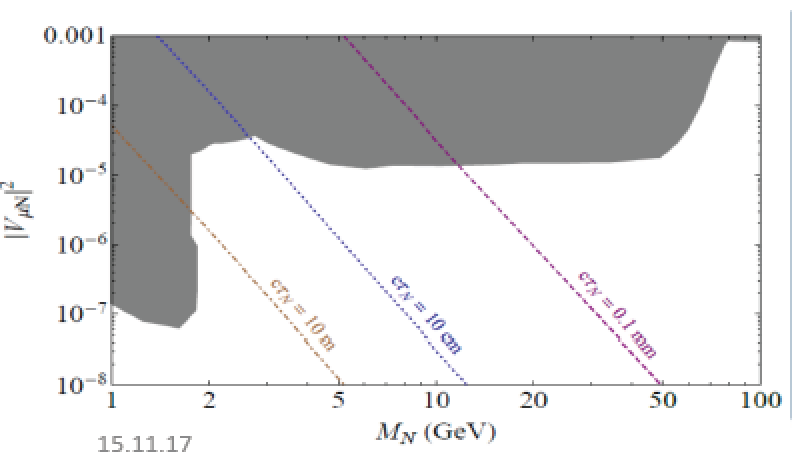 0.001
10⁻⁴
10⁻⁵
10⁻⁶
10⁻⁷
10⁻⁸
|V_μN|²
cτ_N = 10 m
cτ_N = 10 cm
cτ_N = 0.1 mm
1 2 5 10 20 50 100
M_N (GeV)
15.11.17